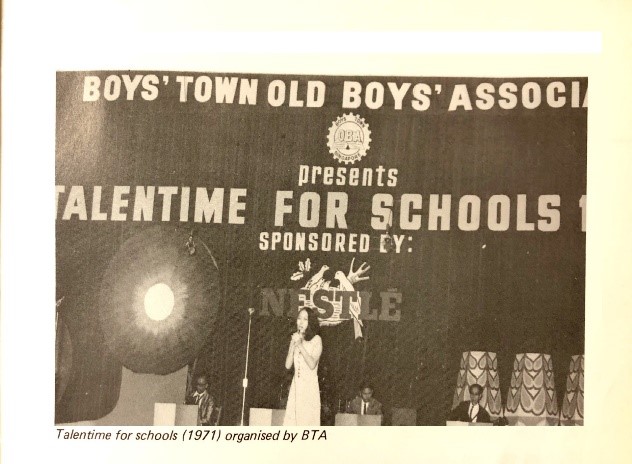 BOYS' TOWN OLD BOYS' ASSOCIA
OBA
presents
TALENTIME FOR SCHOOLS 1
SPONSORED BY:
NESTLÉ
Talentime for schools (1971) organised by BTA